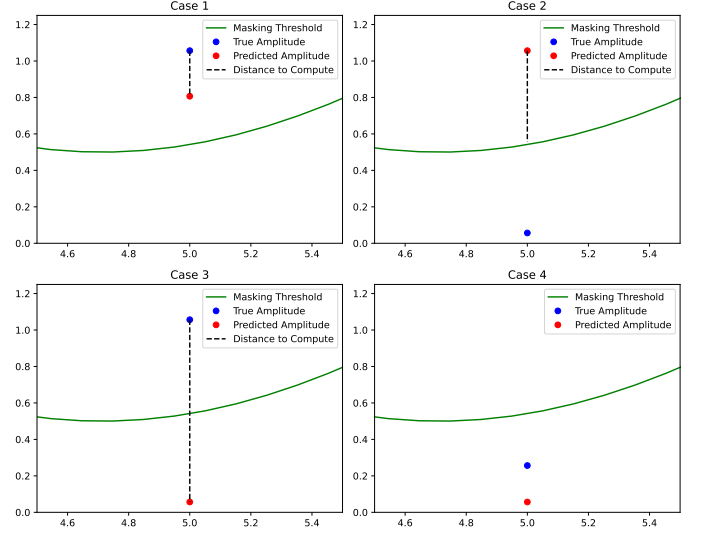 Case 1
1.2
1.0
0.8
0.6
0.4
0.2
0.0
Masking Threshold
True Amplitude
Predicted Amplitude
Distance to Compute
4.6 4.8 5.0 5.2 5.4
Case 2
1.2
1.0
0.8
0.6
0.4
0.2
0.0
Masking Threshold
True Amplitude
Predicted Amplitude
Distance to Compute
4.6 4.8 5.0 5.2 5.4
Case 3
1.2
1.0
0.8
0.6
0.4
0.2
0.0
Masking Threshold
True Amplitude
Predicted Amplitude
Distance to Compute
4.6 4.8 5.0 5.2 5.4
Case 4
1.2
1.0
0.8
0.6
0.4
0.2
0.0
Masking Threshold
True Amplitude
Predicted Amplitude
4.6 4.8 5.0 5.2 5.4